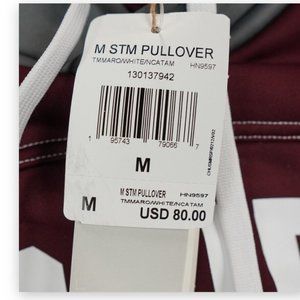 M STM PULLOVER
TMMARO/WHITE/NCATAM HN9597
130137942
1 95743 79066 7
M
M STM PULLOVER HN9597
TMMARO/WHITE/NCATAM
M
USD 80.00